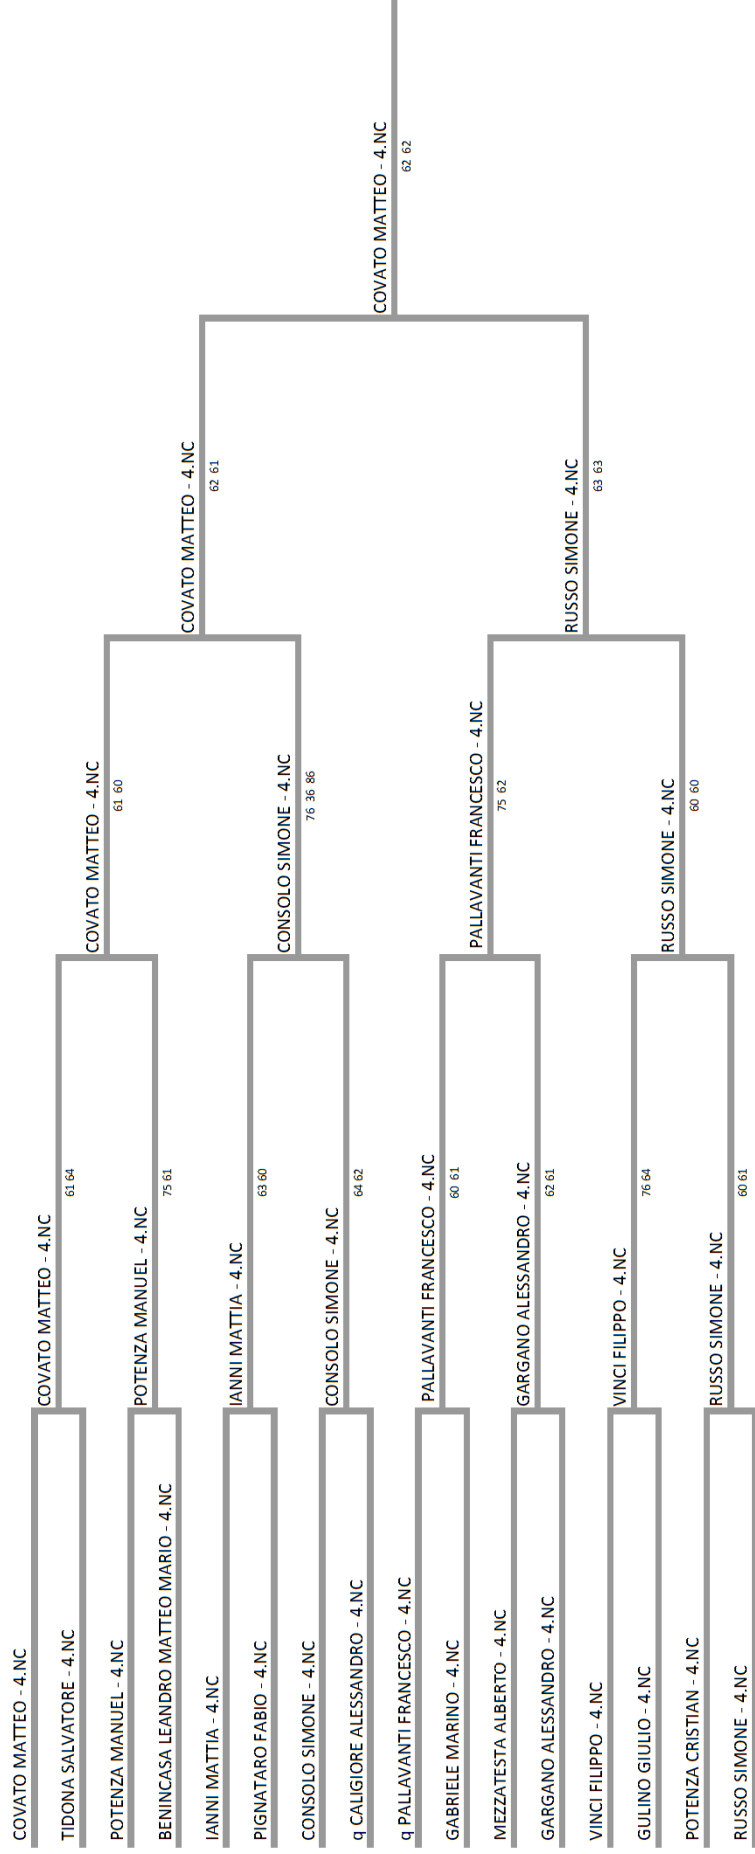 COVATO MATTEO - 4.NC
TIDONA SALVATORE - 4.NC
POTENZA MANUEL - 4.NC
BENINCASA LEANDRO MATTEO MARIO - 4.NC
IANNI MATTIA - 4.NC
PIGNATARO FABIO - 4.NC
CONSOLO SIMONE - 4.NC
q CALIGIORE ALESSANDRO - 4.NC
q PALLAVANTI FRANCESCO - 4.NC
GABRIELE MARINO - 4.NC
MEZZATESTA ALBERTO - 4.NC
GARGANO ALESSANDRO - 4.NC
VINCI FILIPPO - 4.NC
GULINO GIULIO - 4.NC
POTENZA CRISTIAN - 4.NC
RUSSO SIMONE - 4.NC
COVATO MATTEO - 4.NC
61 64
POTENZA MANUEL - 4.NC
75 61
IANNI MATTIA - 4.NC
63 60
CONSOLO SIMONE - 4.NC
64 62
PALLAVANTI FRANCESCO - 4.NC
60 61
GARGANO ALESSANDRO - 4.NC
62 61
VINCI FILIPPO - 4.NC
76 64
RUSSO SIMONE - 4.NC
60 61
COVATO MATTEO - 4.NC
61 60
CONSOLO SIMONE - 4.NC
76 36 86
PALLAVANTI FRANCESCO - 4.NC
75 62
RUSSO SIMONE - 4.NC
60 60
COVATO MATTEO - 4.NC
62 61
RUSSO SIMONE - 4.NC
63 63
COVATO MATTEO - 4.NC
62 62